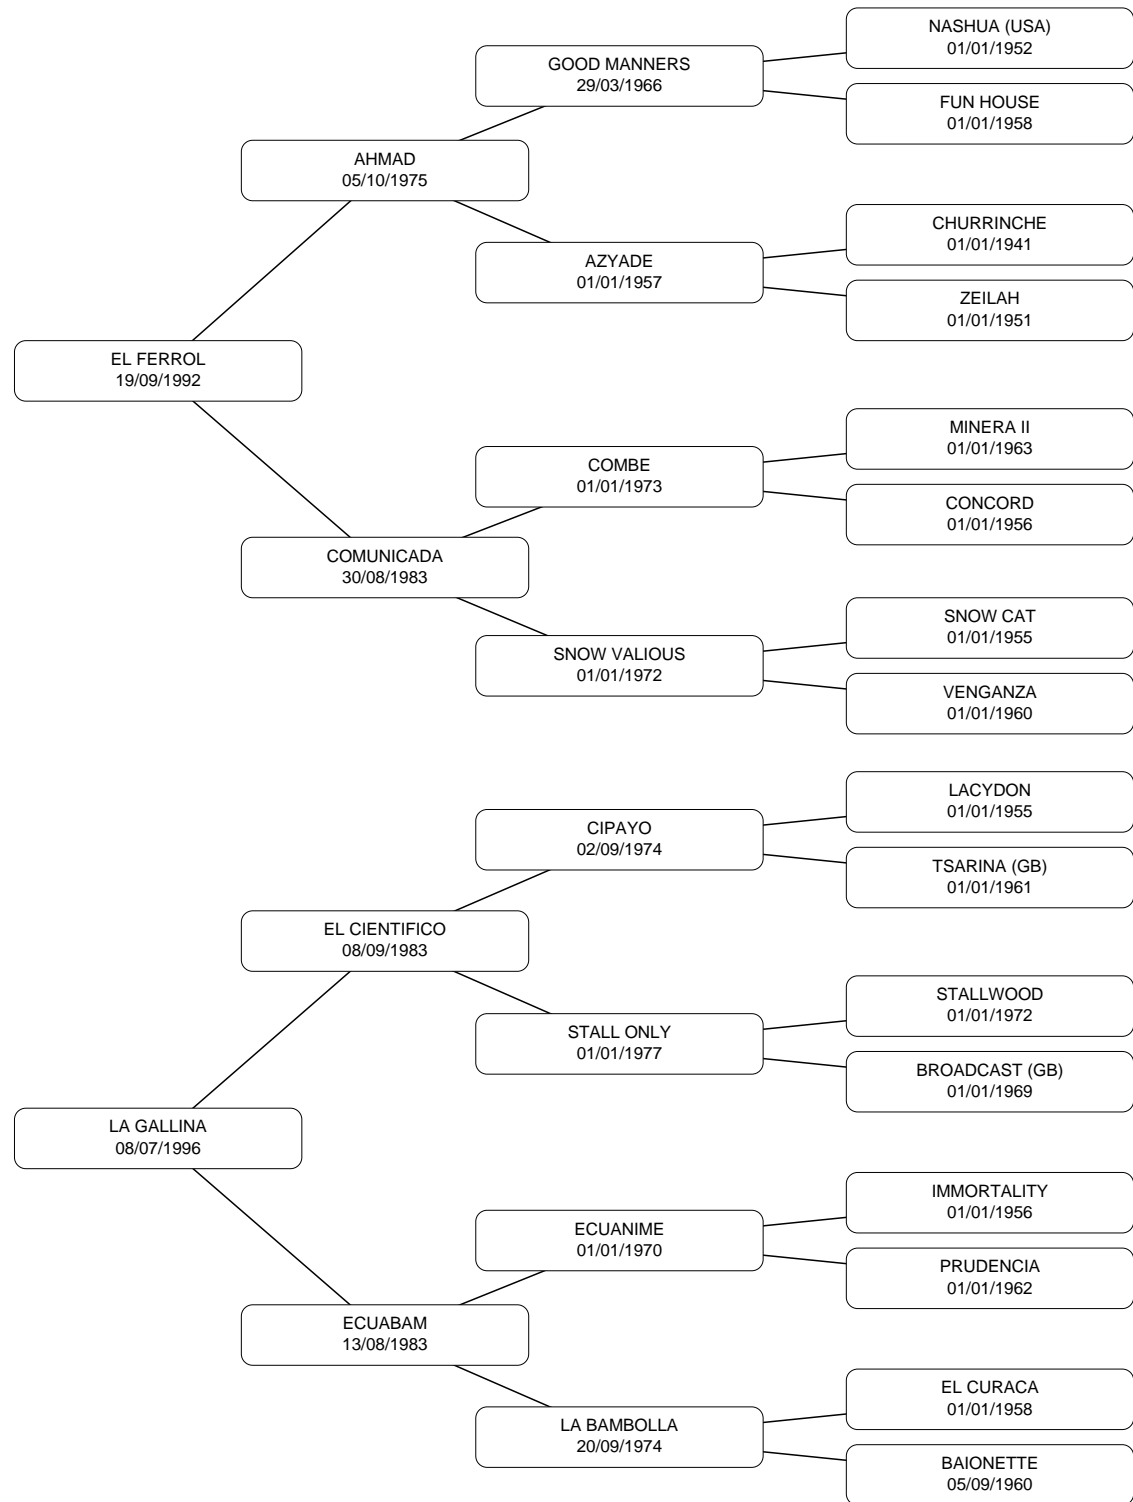 NASHUA (USA)
01/01/1952
GOOD MANNERS
29/03/1966
FUN HOUSE
01/01/1958
AHMAD
05/10/1975
CHURRINCHE
01/01/1941
AZYADE
01/01/1957
ZEILAH
01/01/1951
EL FERROL
19/09/1992
MINERA II
01/01/1963
COMBE
01/01/1973
CONCORD
01/01/1956
COMUNICADA
30/08/1983
SNOW CAT
01/01/1955
SNOW VALIOUS
01/01/1972
VENGANZA
01/01/1960
LACYDON
01/01/1955
CIPAYO
02/09/1974
TSARINA (GB)
01/01/1961
EL CIENTIFICO
08/09/1983
STALLWOOD
01/01/1972
STALL ONLY
01/01/1977
BROADCAST (GB)
01/01/1969
LA GALLINA
08/07/1996
IMMORTALITY
01/01/1956
ECUANIME
01/01/1970
PRUDENCIA
01/01/1962
ECUABAM
13/08/1983
EL CURACA
01/01/1958
LA BAMBOLLA
20/09/1974
BAIONETTE
05/09/1960